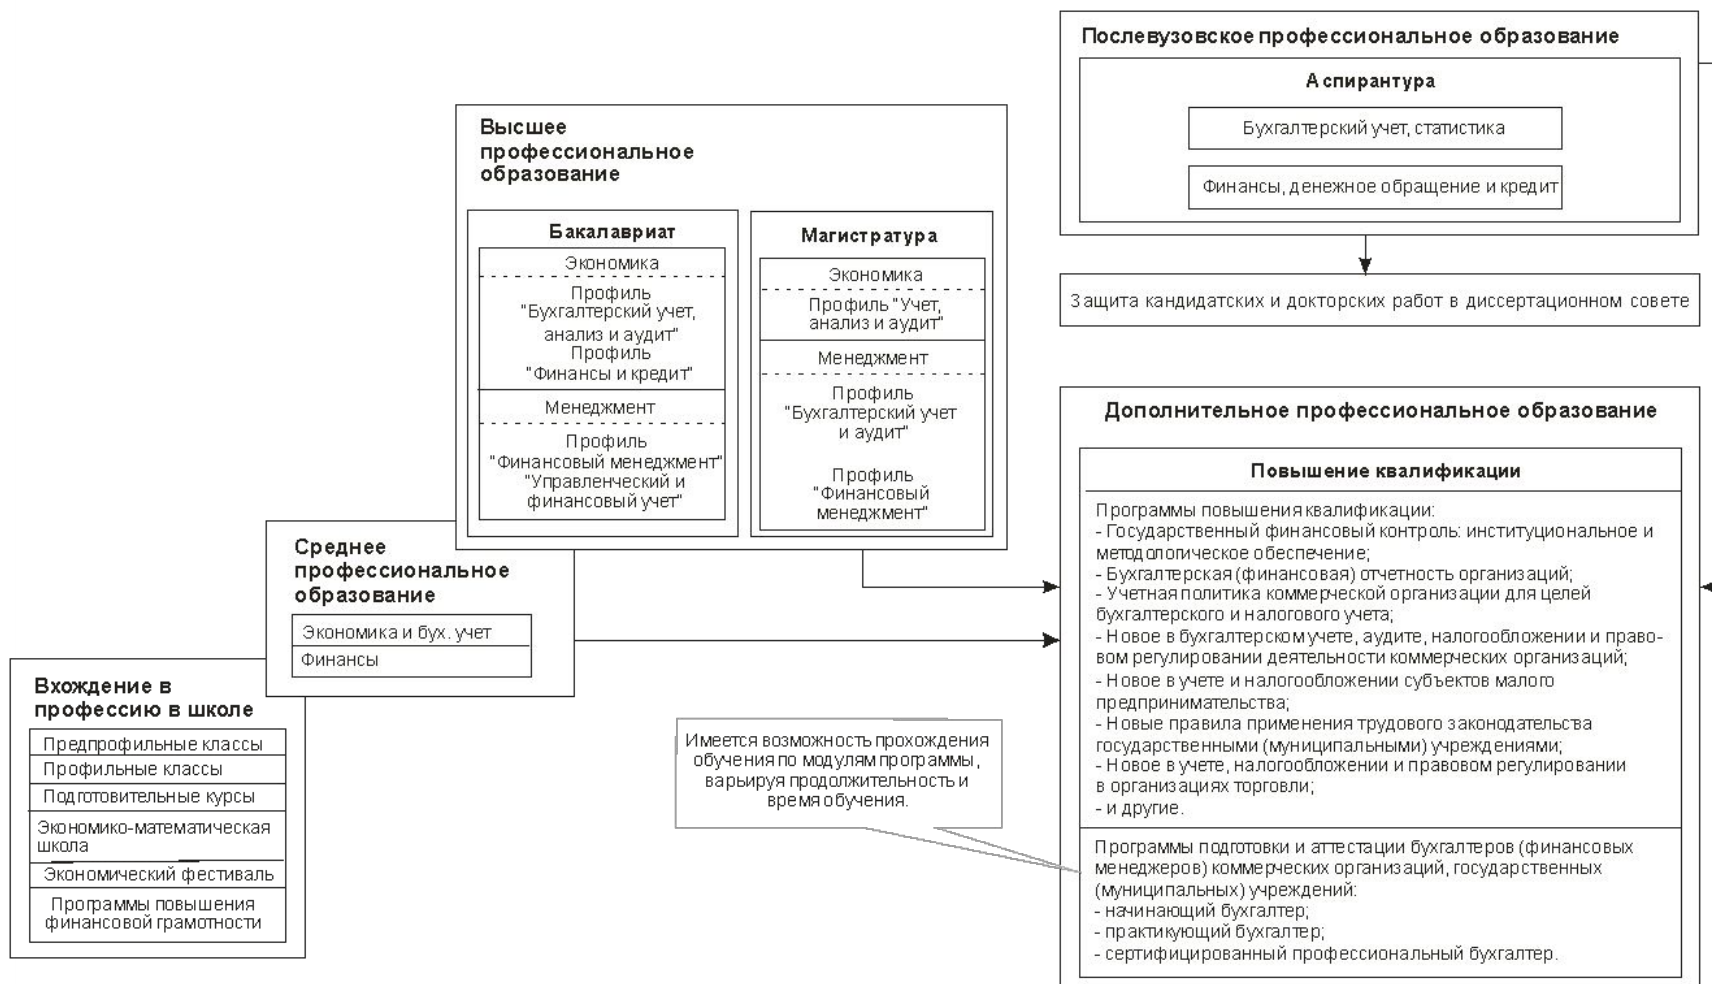 Послевузовское профессиональное образование
Аспирантура
Бухгалтерский учет, статистика
Финансы, денежное обращение и кредит
Защита кандидатских и докторских работ в диссертационном совете
Высшее
профессиональное
образование
Бакалавриат
Экономика
Профиль
"Бухгалтерский учет,
анализ и аудит"
Профиль
"Финансы и кредит"
Менеджмент
Профиль
"Финансовый менеджмент"
"Управленческий и
финансовый учет"
Магистратура
Экономика
Профиль "Учет,
анализ и аудит"
Менеджмент
Профиль
"Бухгалтерский учет
и аудит"
Профиль
"Финансовый
менеджмент"
Среднее
профессиональное
образование
Экономика и бух. учет
Финансы
Вхождение в
профессию в школе
Предпрофильные классы
Профильные классы
Подготовительные курсы
Экономико-математическая
школа
Экономический фестиваль
Программы повышения
финансовой грамотности
Имеется возможность прохождения
обучения по модулям программы,
варьируя продолжительность и
время обучения.
Дополнительное профессиональное образование
Повышение квалификации
Программы повышения квалификации:
- Государственный финансовый контроль: институциональное и
методологическое обеспечение;
- Бухгалтерская (финансовая) отчетность организаций;
- Учетная политика коммерческой организации для целей
бухгалтерского и налогового учета;
- Новое в бухгалтерском учете, аудите, налогообложении и право-
вом регулировании деятельности коммерческих организаций;
- Новое в учете и налогообложении субъектов малого
предпринимательства;
- Новые правила применения трудового законодательства
государственными (муниципальными) учреждениями;
- Новое в учете, налогообложении и правовом регулировании
в организациях торговли;
- и другие.
Программы подготовки и аттестации бухгалтеров (финансовых
менеджеров) коммерческих организаций, государственных
(муниципальных) учреждений:
- начинающий бухгалтер;
- практикующий бухгалтер;
- сертифицированный профессиональный бухгалтер.